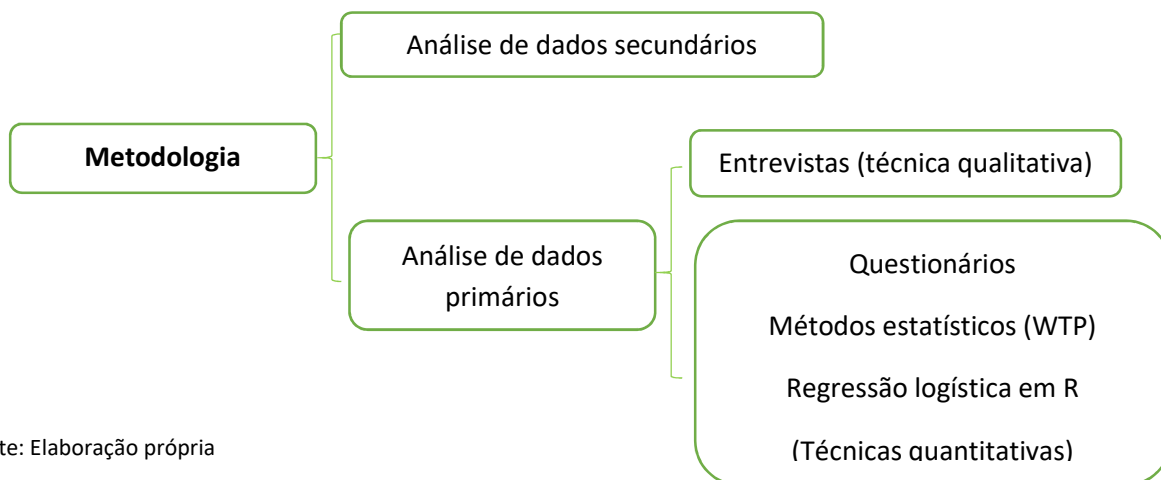 Análise de dados secundários
Metodologia
Entrevistas (técnica qualitativa)
Análise de dados
primários
Questionários
Métodos estatísticos (WTP)
Regressão logística em R
(Técnicas quantitativas)
te: Elaboração própria